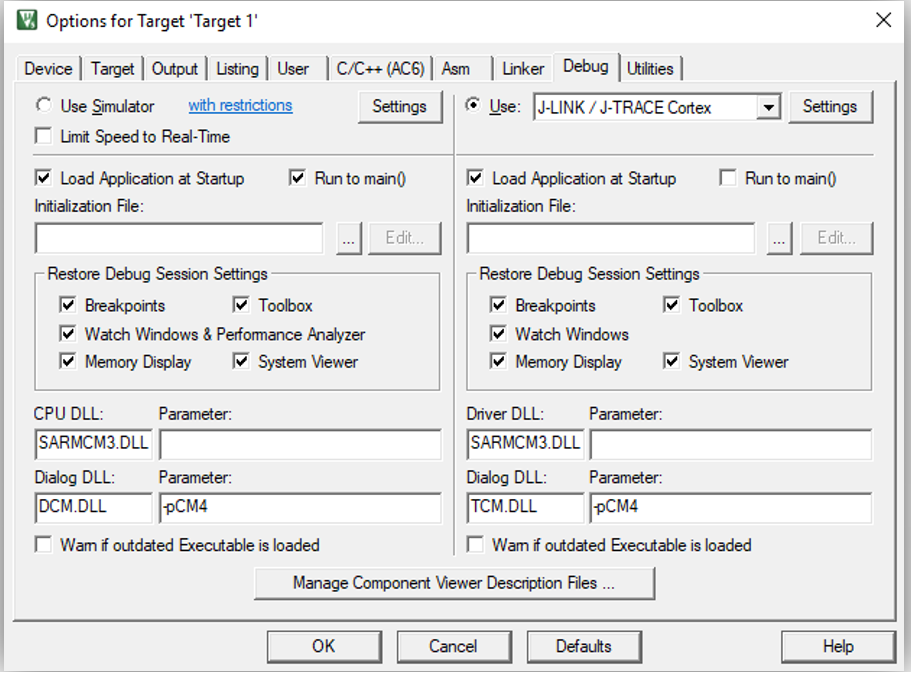 Options for Target 'Target 1'
Device Target Output Listing User C/C++ (AC6) Asm Linker Debug Utilities
Use Simulator with restrictions Settings
Limit Speed to Real-Time
Load Application at Startup Run to main()
Initialization File:
... Edit...
Restore Debug Session Settings
Breakpoints Toolbox
Watch Windows & Performance Analyzer
Memory Display System Viewer
CPU DLL: Parameter:
SARMCM3.DLL
Dialog DLL: Parameter:
DCM.DLL -pCM4
Warn if outdated Executable is loaded
Use: J-LINK / J-TRACE Cortex Settings
Load Application at Startup Run to main()
Initialization File:
... Edit...
Restore Debug Session Settings
Breakpoints Toolbox
Watch Windows
Memory Display System Viewer
Driver DLL: Parameter:
SARMCM3.DLL
Dialog DLL: Parameter:
TCM.DLL -pCM4
Warn if outdated Executable is loaded
Manage Component Viewer Description Files ...
OK Cancel Defaults Help